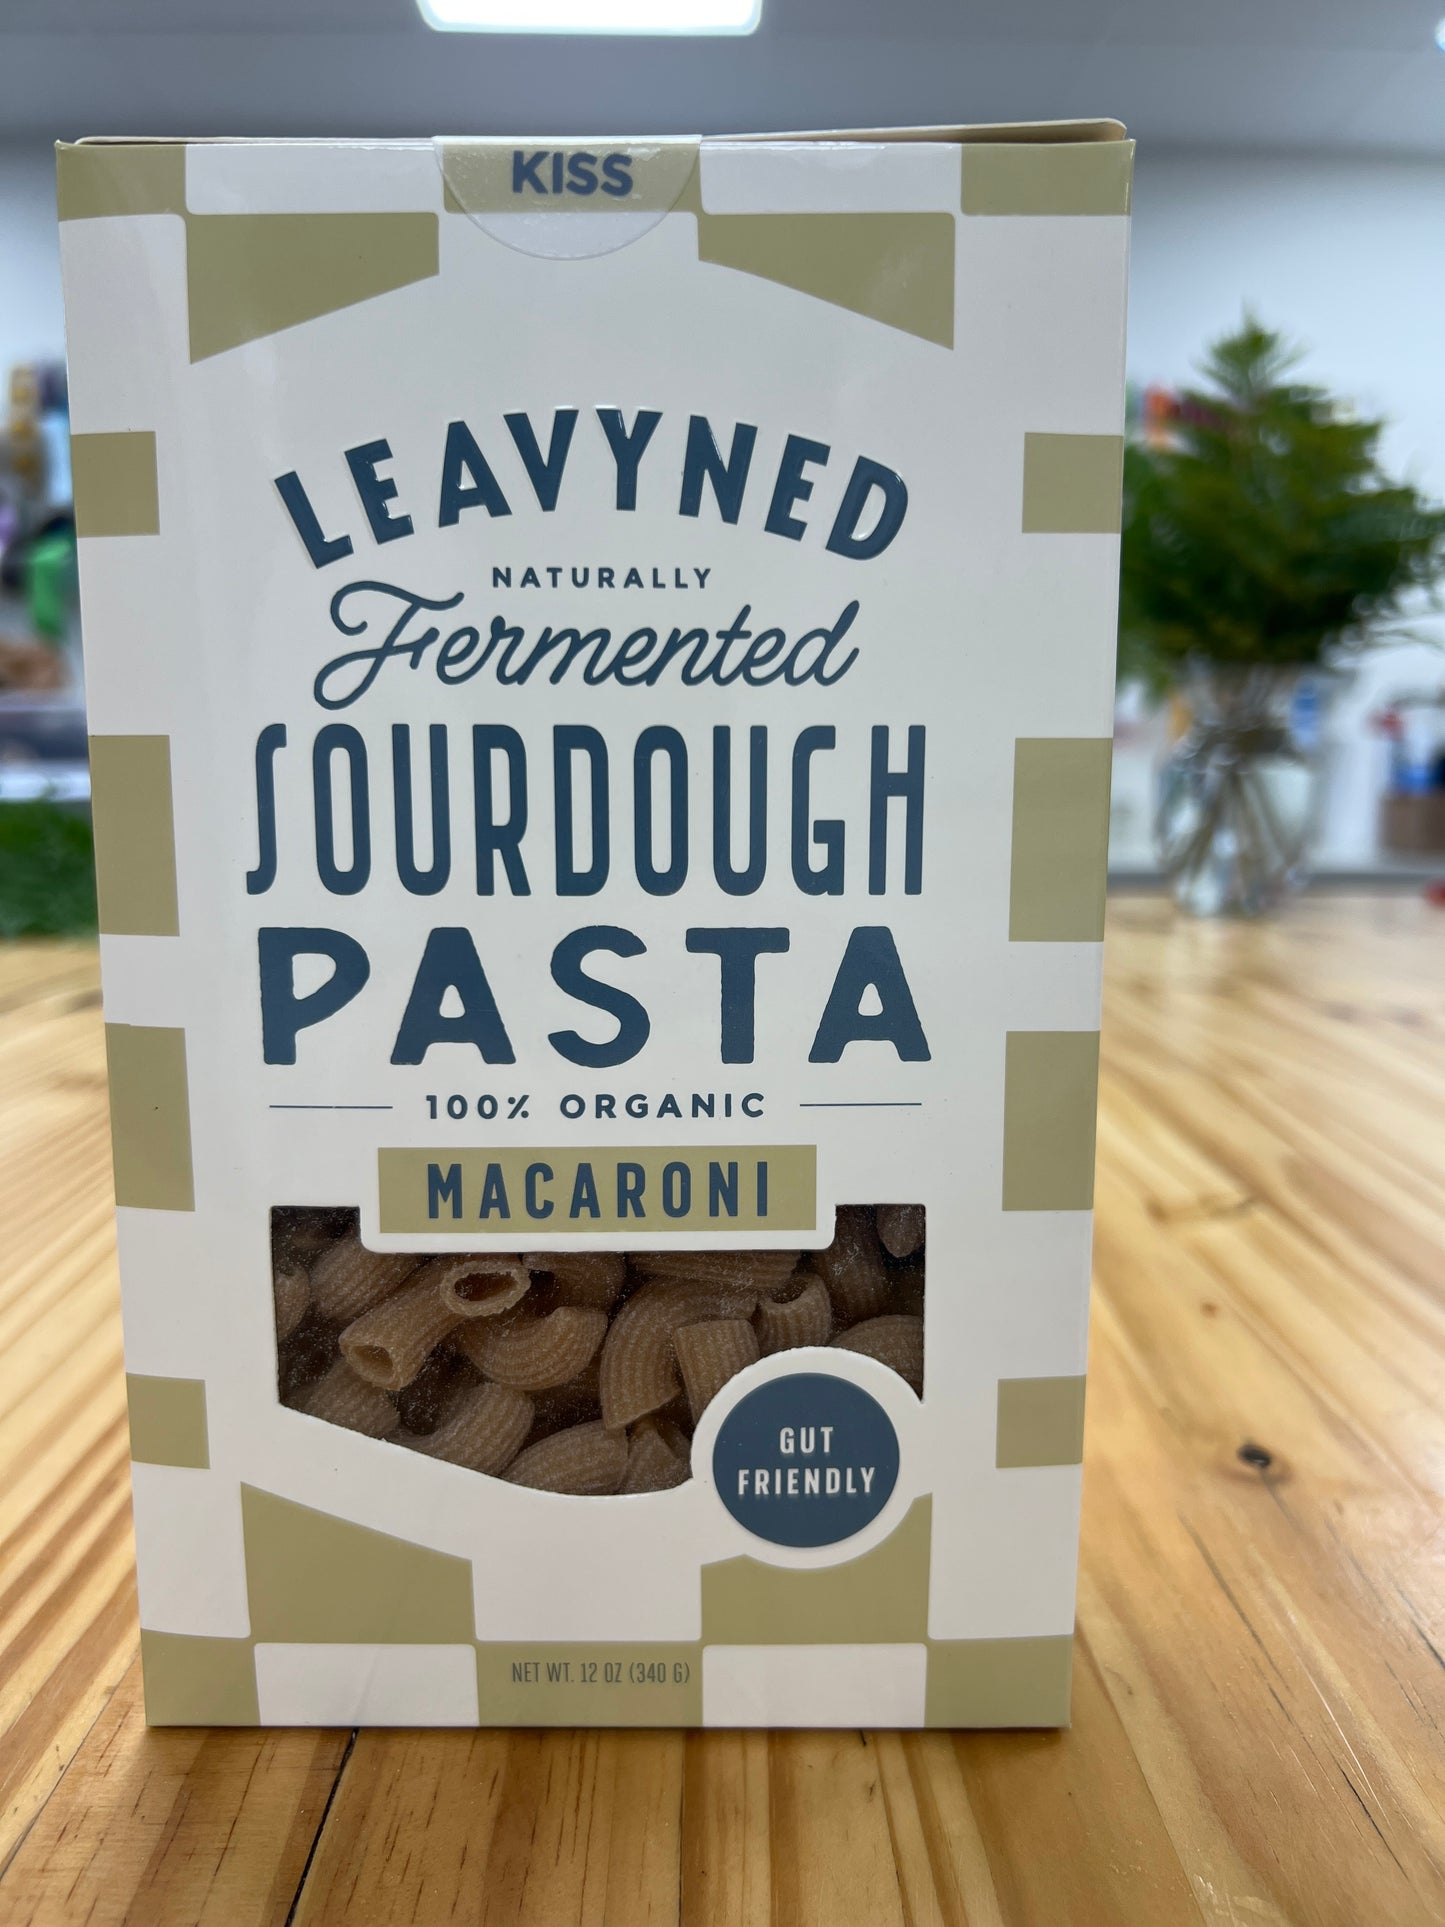 KISS
LEAVYNED
NATURALLY
Fermented
SOURDOUGH
PASTA
100% ORGANIC
MACARONI
GUT
FRIENDLY
NET WT. 12 OZ (340 G)